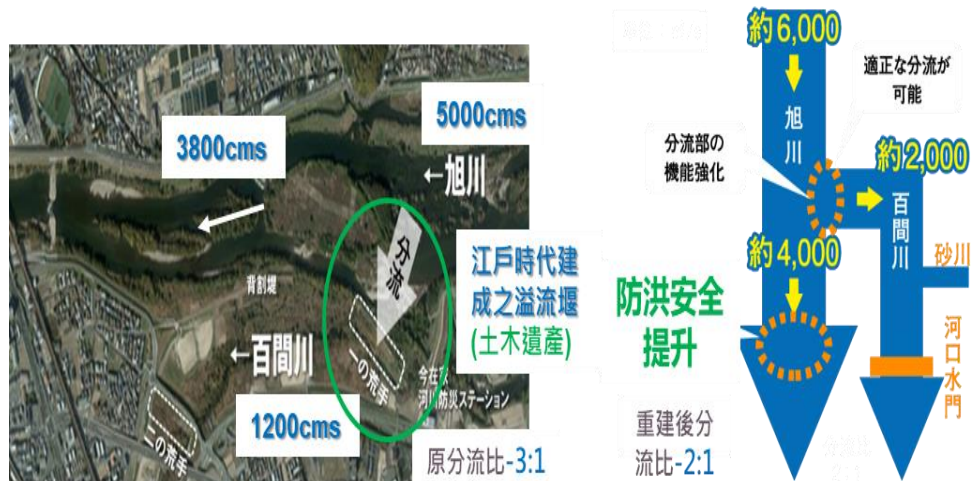 5000cms
3800cms
←旭川
分流
江戶時代建
成之溢流堰
(土木遺産)
背割堤
←百間川
一の荒手
河川防災ステーション
二の荒手
1200cms
原分流比-3:1
防洪安全
提升
重建後分
流比-2:1
約6,000
適正な分流が
可能
旭川
分流部の
機能強化
約2,000
百間川
約4,000
砂川
河口水門